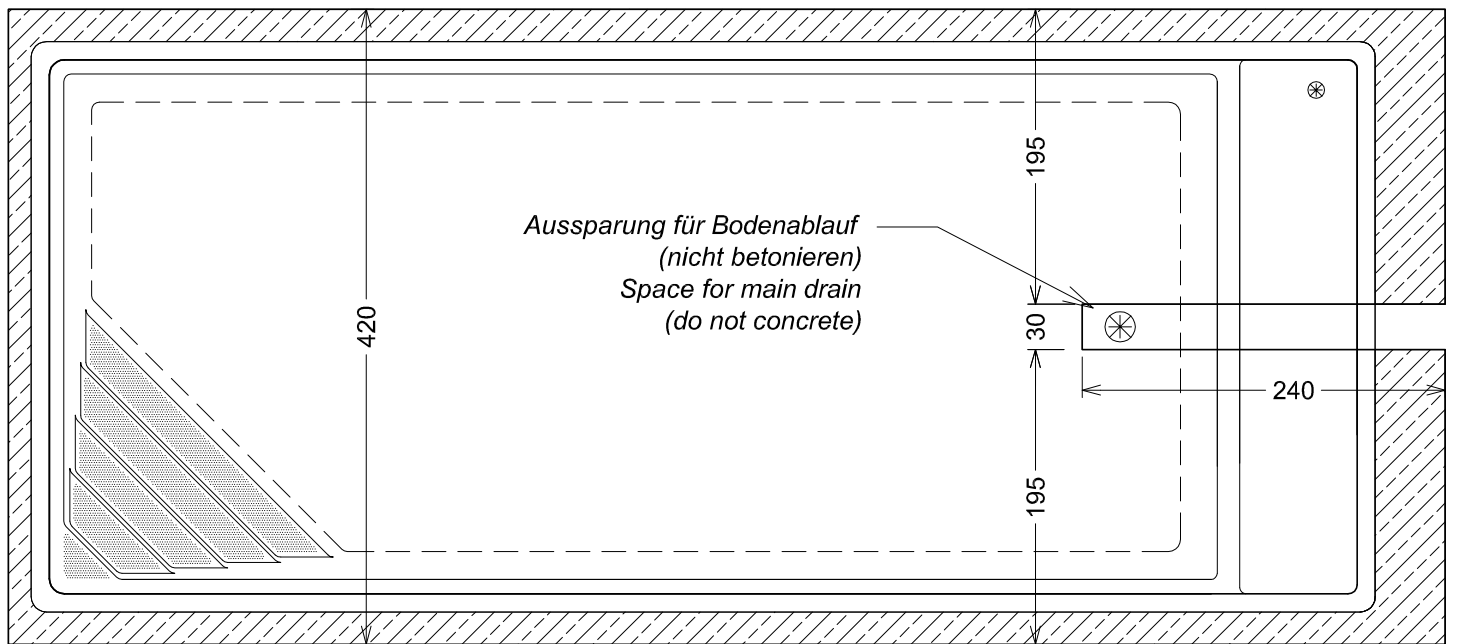 195
Aussparung für Bodenablauf
(nicht betonieren)
Space for main drain
(do not concrete)
420
30
240
195